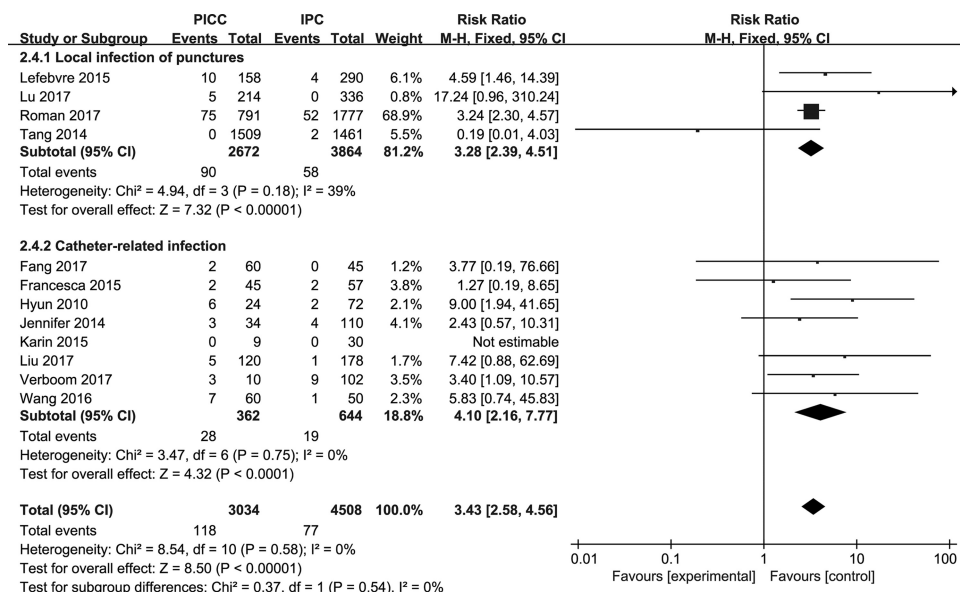 PICC IPC Risk Ratio Risk Ratio
Study or Subgroup Events Total Events Total Weight M-H, Fixed, 95% CI M-H, Fixed, 95% CI
2.4.1 Local infection of punctures
Lefebvre 2015 10 158 4 290 6.1% 4.59 [1.46, 14.39]
Lu 2017 5 214 0 336 0.8% 17.24 [0.96, 310.24]
Roman 2017 75 791 52 1777 68.9% 3.24 [2.30, 4.57]
Tang 2014 0 1509 2 1461 5.5% 0.19 [0.01, 4.03]
Subtotal (95% CI) 2672 3864 81.2% 3.28 [2.39, 4.51]
Total events 90 58
Heterogeneity: Chi² = 4.94, df = 3 (P = 0.18); I² = 39%
Test for overall effect: Z = 7.32 (P < 0.00001)
2.4.2 Catheter-related infection
Fang 2017 2 60 0 45 1.2% 3.77 [0.19, 76.66]
Francesca 2015 2 45 2 57 3.8% 1.27 [0.19, 8.65]
Hyun 2010 6 24 2 72 2.1% 9.00 [1.94, 41.65]
Jennifer 2014 3 34 4 110 4.1% 2.43 [0.57, 10.31]
Karin 2015 0 9 0 30 Not estimable
Liu 2017 5 120 1 178 1.7% 7.42 [0.88, 62.69]
Verboom 2017 3 10 9 102 3.5% 3.40 [1.09, 10.57]
Wang 2016 7 60 1 50 2.3% 5.83 [0.74, 45.83]
Subtotal (95% CI) 362 644 18.8% 4.10 [2.16, 7.77]
Total events 28 19
Heterogeneity: Chi² = 3.47, df = 6 (P = 0.75); I² = 0%
Test for overall effect: Z = 4.32 (P < 0.0001)
Total (95% CI) 3034 4508 100.0% 3.43 [2.58, 4.56]
Total events 118 77
Heterogeneity: Chi² = 8.54, df = 10 (P = 0.58); I² = 0%
Test for overall effect: Z = 8.50 (P < 0.00001)
Test for subgroup differences: Chi² = 0.37, df = 1 (P = 0.54), I² = 0%
0.01 0.1 1 10 100
Favours [experimental] Favours [control]